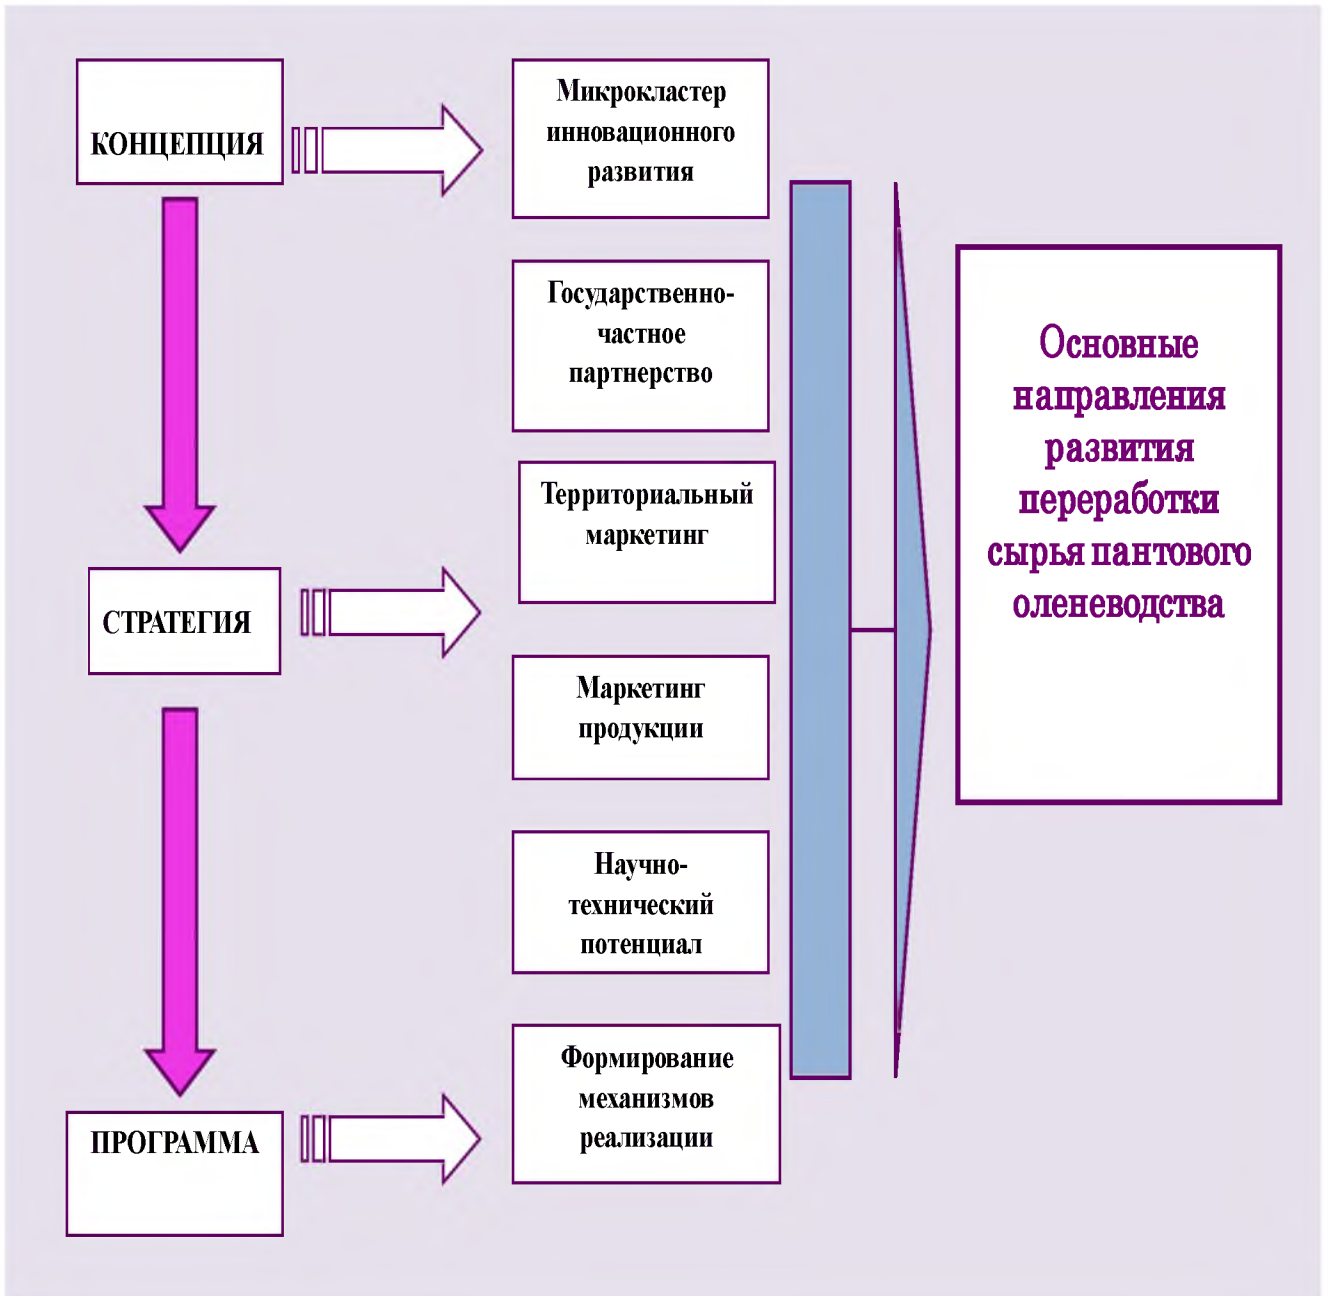 КОНЦЕПЦИЯ
СТРАТЕГИЯ
ПРОГРАММА
Микрокластер
инновационного
развития
Государственно-
частное
партнерство
Территориальный
маркетинг
Маркетинг
продукции
Научно-
технический
потенциал
Формирование
механизмов
реализации
Основные
направления
развития
переработки
сырья пантового
оленеводства